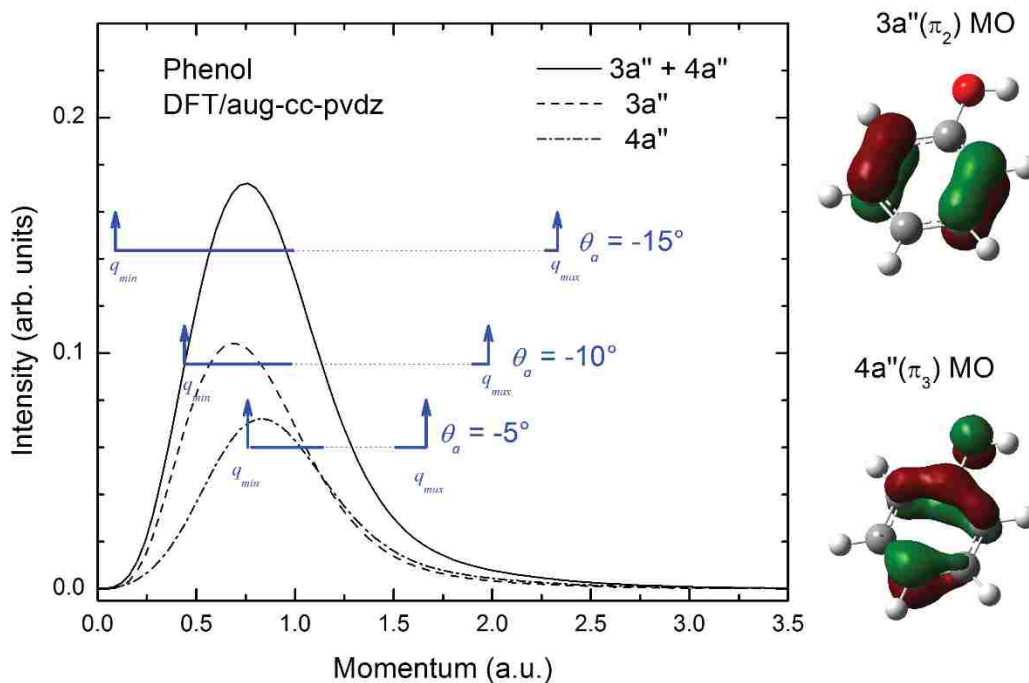 Phenol
DFT/aug-cc-pvdz
3a" + 4a"
3a"
4a"
θa = -15°
qmin
qmax
θa = -10°
qmin
qmax
θa = -5°
qmin
qmax
0.2
0.1
0.0
Intensity (arb. units)
0.0 0.5 1.0 1.5 2.0 2.5 3.0 3.5
Momentum (a.u.)
3a"(π2) MO
4a"(π3) MO